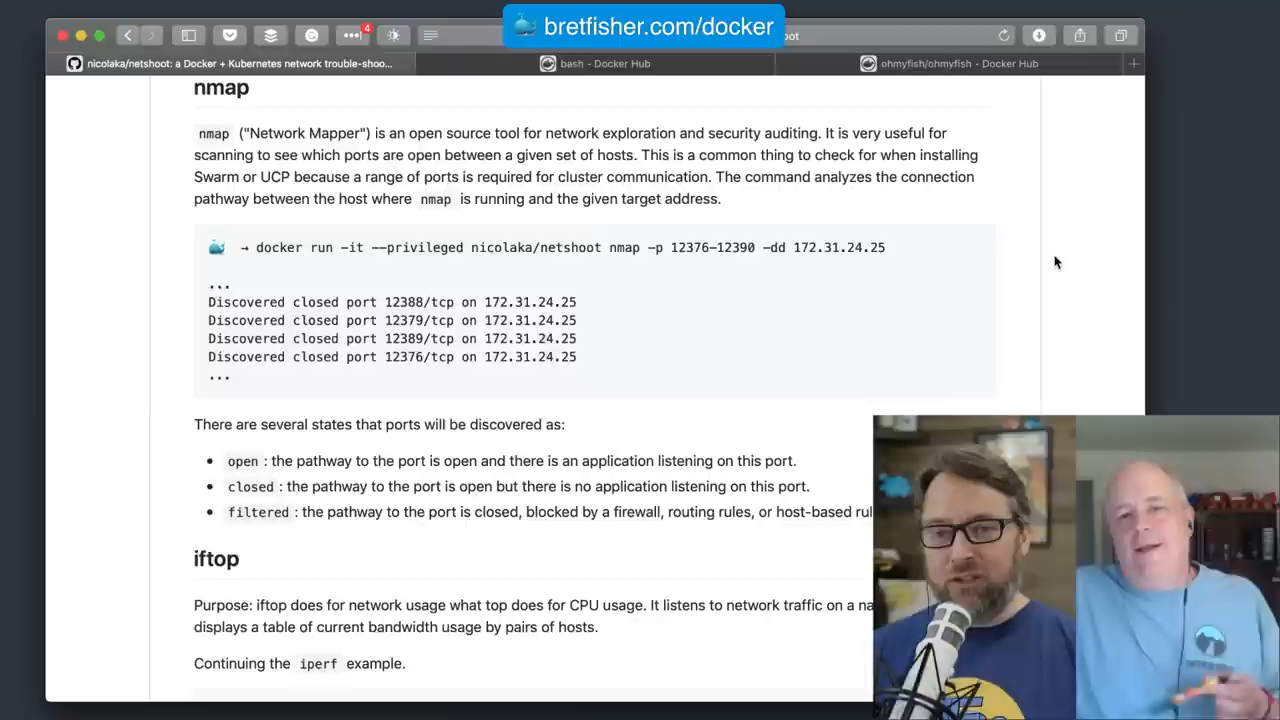 bretfisher.com/docker
4
oot
nicolaka/netshoot: a Docker + Kubernetes network trouble-shoo...
bash - Docker Hub
ohmyfish/ohmyfish - Docker Hub
nmap
nmap ("Network Mapper") is an open source tool for network exploration and security auditing. It is very useful for
scanning to see which ports are open between a given set of hosts. This is a common thing to check for when installing
Swarm or UCP because a range of ports is required for cluster communication. The command analyzes the connection
pathway between the host where nmap is running and the given target address.
→ docker run -it --privileged nicolaka/netshoot nmap -p 12376-12390 -dd 172.31.24.25
...
Discovered closed port 12388/tcp on 172.31.24.25
Discovered closed port 12379/tcp on 172.31.24.25
Discovered closed port 12389/tcp on 172.31.24.25
Discovered closed port 12376/tcp on 172.31.24.25
...
There are several states that ports will be discovered as:
• open : the pathway to the port is open and there is an application listening on this port.
• closed : the pathway to the port is open but there is no application listening on this port.
• filtered : the pathway to the port is closed, blocked by a firewall, routing rules, or host-based rul
iftop
Purpose: iftop does for network usage what top does for CPU usage. It listens to network traffic on a na
displays a table of current bandwidth usage by pairs of hosts.
Continuing the iperf example.